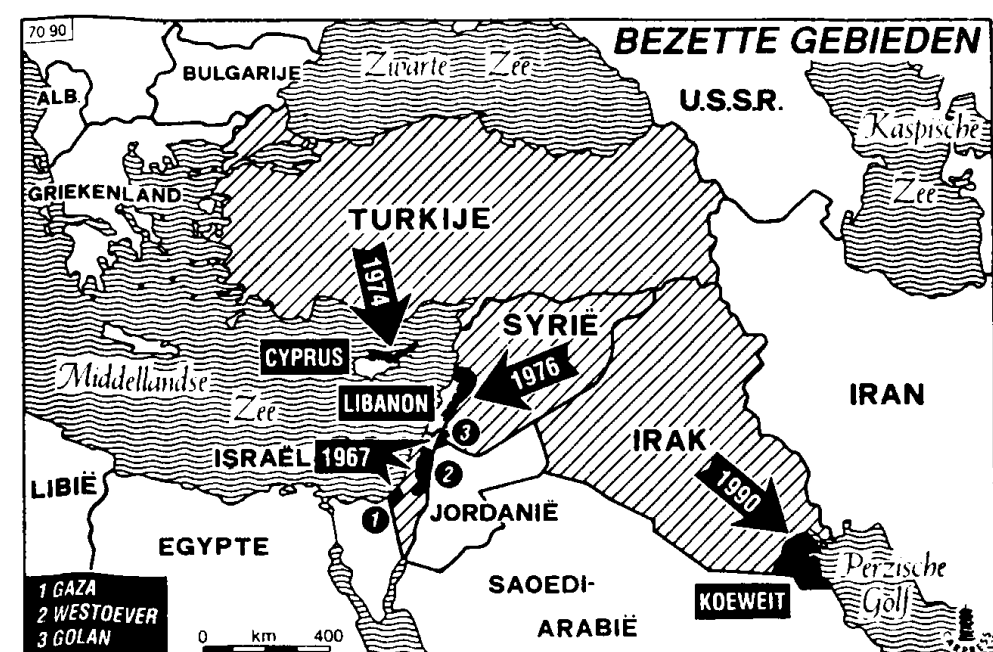 70 90
BEZETTE GEBIEDEN
Zwarte Zee
BULGARIJE
U.S.S.R.
ALB.
Kaspische
Zee
GRIEKENLAND
TURKIJE
1974
SYRIË
CYPRUS
1976
Middellandse
Zee
LIBANON
IRAN
3
IRAK
ISRAËL 1967
2
LIBIË
1990
1
JORDANIË
EGYPTE
Perzische
Golf
SAOEDI-
ARABIË
KOEWEIT
1 GAZA
2 WESTOEVER
3 GOLAN
0 km 400